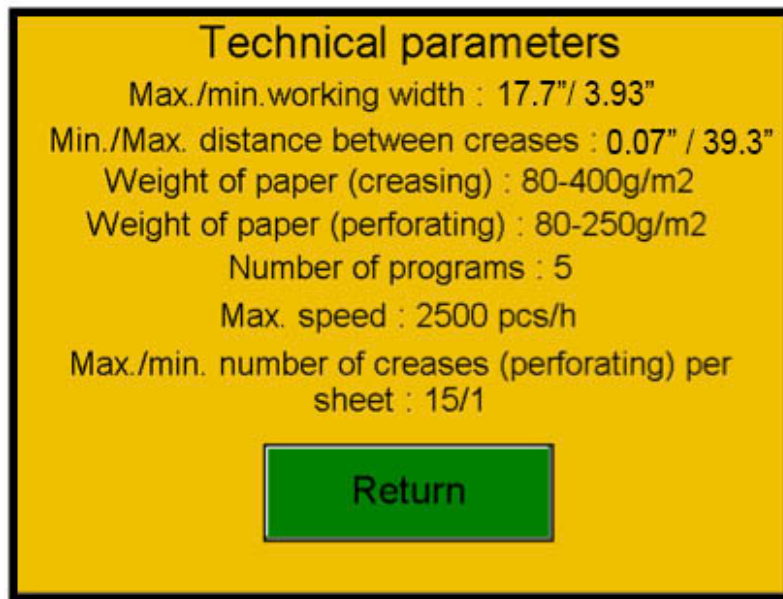 Technical parameters
Max./min.working width : 17.7”/ 3.93”
Min./Max. distance between creases : 0.07” / 39.3”
Weight of paper (creasing) : 80-400g/m2
Weight of paper (perforating) : 80-250g/m2
Number of programs : 5
Max. speed : 2500 pcs/h
Max./min. number of creases (perforating) per
sheet : 15/1
Return